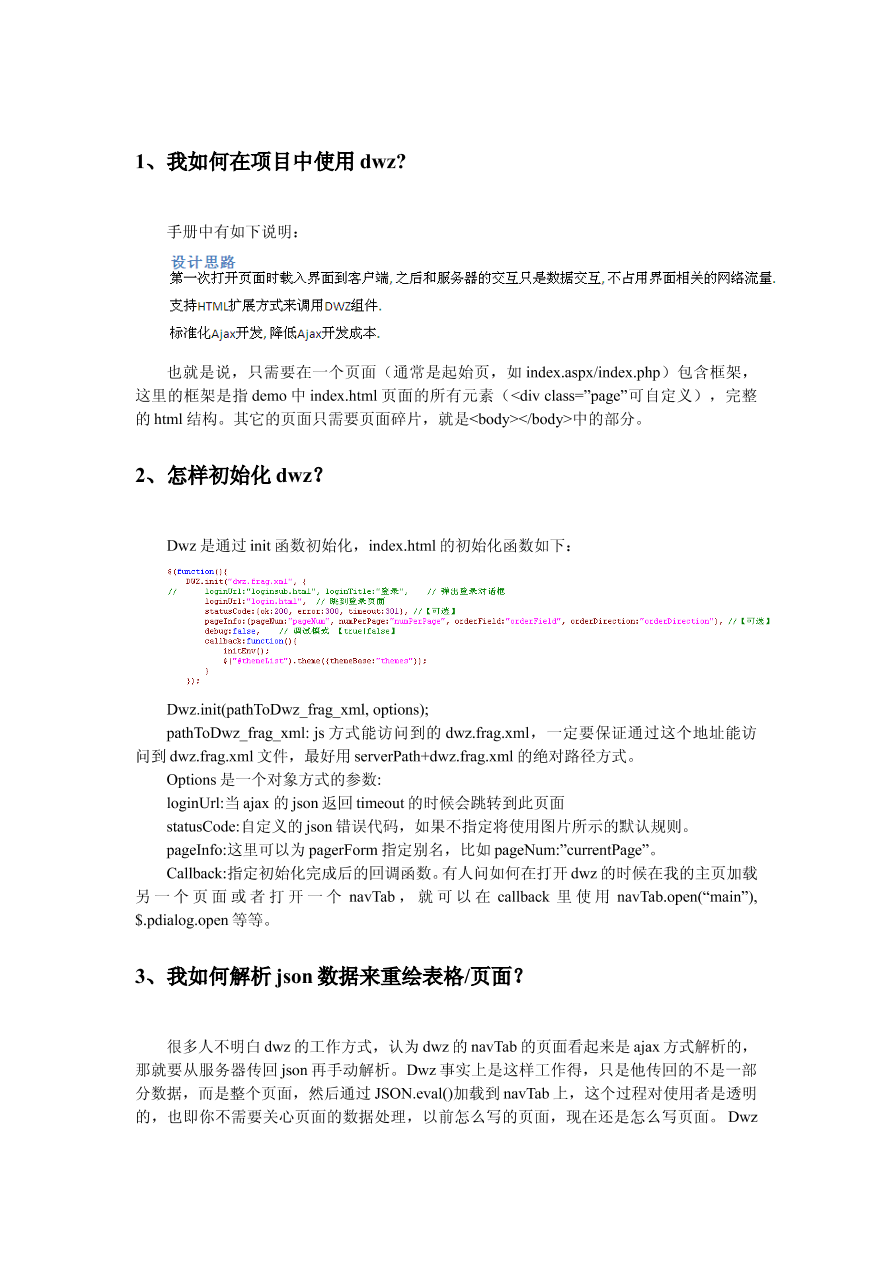 1、我如何在项目中使用 dwz?
手册中有如下说明：
设计思路
第一次打开页面时载入界面到客户端,之后和服务器的交互只是数据交互,不占用界面相关的网络流量.
支持HTML扩展方式来调用DWZ组件.
标准化Ajax开发,降低Ajax开发成本.
也就是说，只需要在一个页面（通常是起始页，如 index.aspx/index.php）包含框架，
这里的框架是指 demo 中 index.html 页面的所有元素（<div class=”page”可自定义），完整
的 html 结构。其它的页面只需要页面碎片，就是<body></body>中的部分。
2、怎样初始化 dwz？
Dwz 是通过 init 函数初始化，index.html 的初始化函数如下：
$(function(){
DWZ.init("dwz.frag.xml", {
// loginUrl:"loginsub.html", loginTitle:"登录", // 弹出登录对话框
loginUrl:"login.html", // 跳到登录页面
statusCode:{ok:200, error:300, timeout:301}, //【可选】
pageInfo:{pageNum:"pageNum", numPerPage:"numPerPage", orderField:"orderField", orderDirection:"orderDirection"}, //【可选】
debug:false, // 调试模式 【true|false】
callback:function(){
initEnv();
$("#themeList").theme({themeBase:"themes"});
}
});
Dwz.init(pathToDwz_frag_xml, options);
pathToDwz_frag_xml: js 方式能访问到的 dwz.frag.xml，一定要保证通过这个地址能访
问到 dwz.frag.xml 文件，最好用 serverPath+dwz.frag.xml 的绝对路径方式。
Options 是一个对象方式的参数:
loginUrl:当 ajax 的 json 返回 timeout 的时候会跳转到此页面
statusCode:自定义的 json 错误代码，如果不指定将使用图片所示的默认规则。
pageInfo:这里可以为 pagerForm 指定别名，比如 pageNum:”currentPage”。
Callback:指定初始化完成后的回调函数。有人问如何在打开 dwz 的时候在我的主页加载
另一个页面或者打开一个 navTab，就可以在 callback 里使用 navTab.open(“main”),
$.pdialog.open 等等。
3、我如何解析 json 数据来重绘表格/页面？
很多人不明白 dwz 的工作方式，认为 dwz 的 navTab 的页面看起来是 ajax 方式解析的，
那就要从服务器传回 json 再手动解析。Dwz 事实上是这样工作得，只是他传回的不是一部
分数据，而是整个页面，然后通过 JSON.eval()加载到 navTab 上，这个过程对使用者是透明
的，也即你不需要关心页面的数据处理，以前怎么写的页面，现在还是怎么写页面。 Dwz